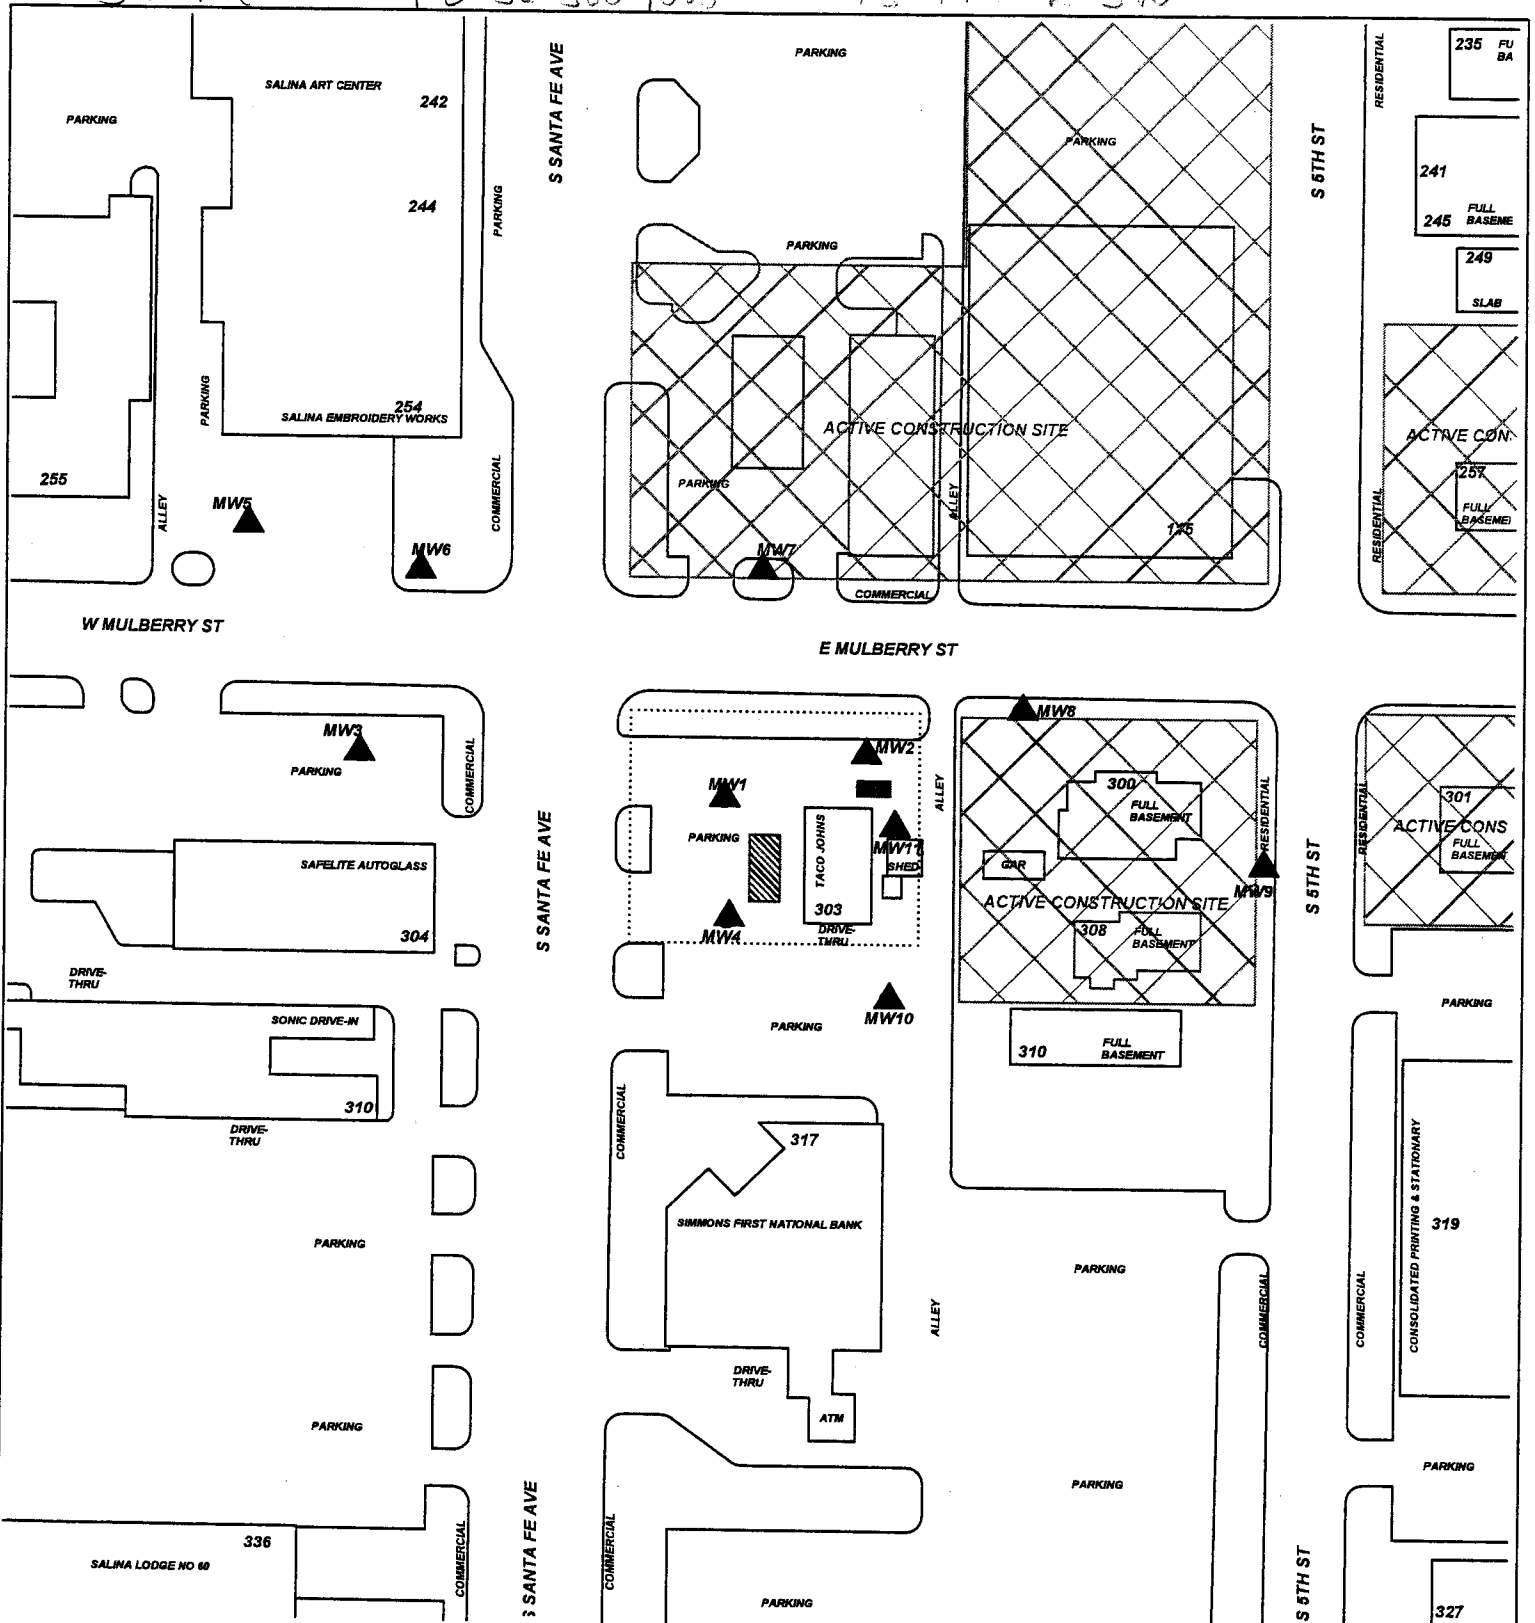 PARKING
SALINA ART CENTER
242
PARKING
S SANTA FE AVE
PARKING
RESIDENTIAL
235
FU
BA
PARKING
S 5TH ST
241
244
PARKING
245
FULL
BASEME
PARKING
249
SLAB
PARKING
254
SALINA EMBROIDERY WORKS
ACTIVE CONSTRUCTION SITE
ACTIVE CON
255
COMMERCIAL
PARKING
257
FULL
BASEME
ALLEY
MW5
ALLEY
175
RESIDENTIAL
MW6
MW7
COMMERCIAL
W MULBERRY ST
E MULBERRY ST
MW8
MW3
MW2
PARKING
COMMERCIAL
MW1
ALLEY
300
FULL
BASEMENT
RESIDENTIAL
RESIDENTIAL
301
ACTIVE CONS
FULL
BASEMEN
S SANTA FE AVE
PARKING
TACO JOHNS
MW11
SHED
GAR
SAFELITE AUTOGLASS
MW9
S 5TH ST
ACTIVE CONSTRUCTION SITE
303
304
MW4
DRIVE-
THRU
308
FULL
BASEMENT
DRIVE-
THRU
PARKING
SONIC DRIVE-IN
MW10
PARKING
310
FULL
BASEMENT
310
DRIVE-
THRU
COMMERCIAL
317
CONSOLIDATED PRINTING & STATIONARY
SIMMONS FIRST NATIONAL BANK
319
PARKING
PARKING
ALLEY
COMMERCIAL
COMMERCIAL
DRIVE-
THRU
PARKING
ATM
PARKING
PARKING
336
S SANTA FE AVE
COMMERCIAL
COMMERCIAL
SALINA LODGE NO 60
S 5TH ST
PARKING
327